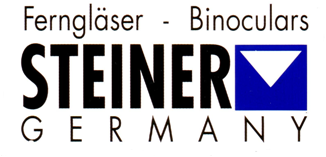 Ferngläser - Binoculars
STEINER
GERMANY